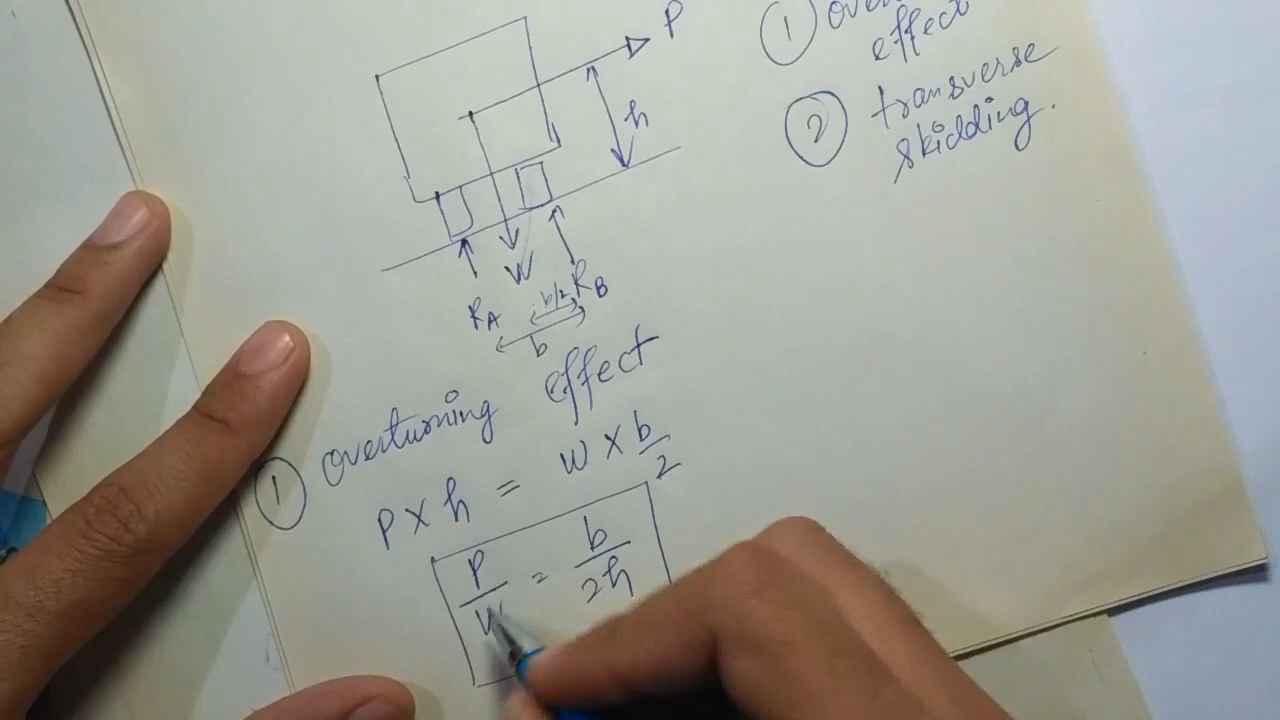 P
h
W
RA
RB
b/2
b
① effect
② transverse
skidding.
① overturning effect
P × h = W × b/2
P/W = b/2h